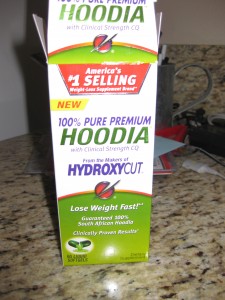 100% PURE PREMIUM
HOODIA
with Clinical Strength CQ
America's
#1 SELLING
Weight-Loss Supplement Brand
NEW
100% PURE PREMIUM
HOODIA
with Clinical Strength CQ
From the Makers of
HYDROXYCUT
Lose Weight Fast!
Guaranteed 100%
South African Hoodia
Clinically Proven Results